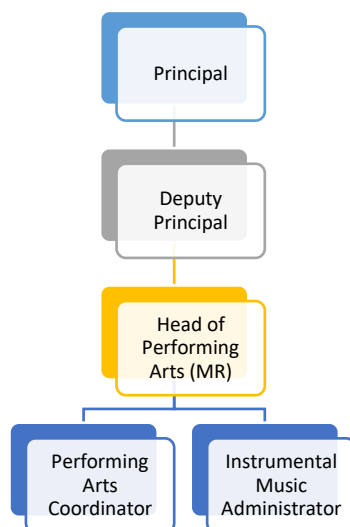 Principal
Deputy
Principal
Head of
Performing
Arts (MR)
Performing
Arts
Coordinator
Instrumental
Music
Administrator